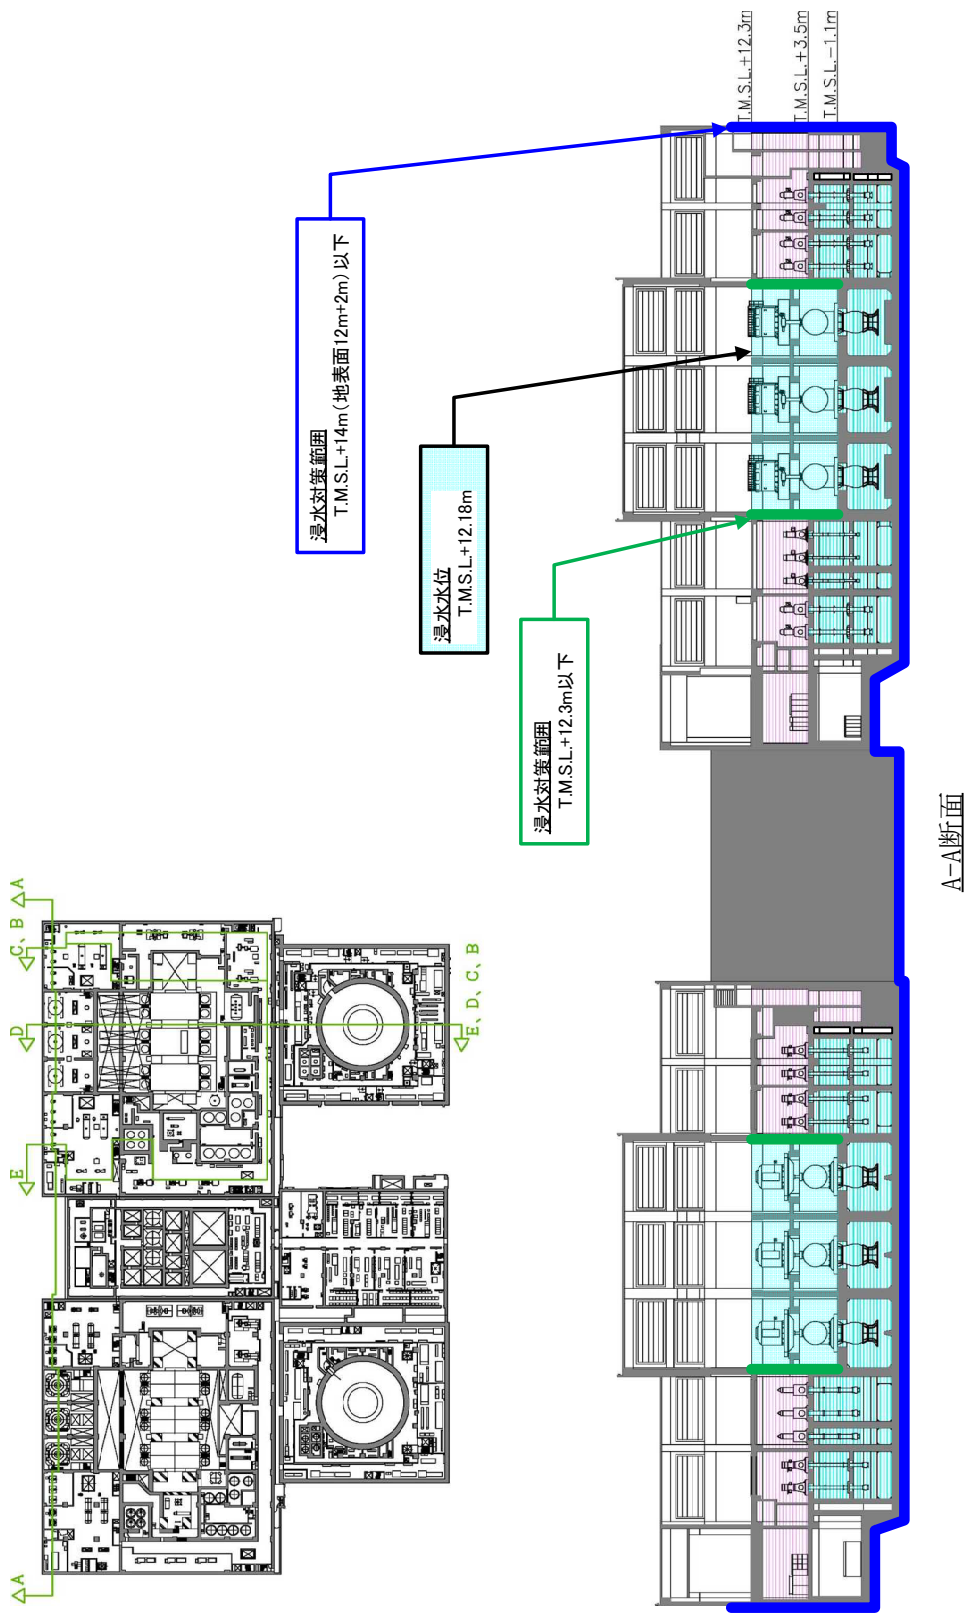 T.M.S.L.+12.3m
T.M.S.L.+3.5m
T.M.S.L.-1.1m
浸水対策範囲
T.M.S.L.+14m(地表面12m+2m)以下
浸水水位
T.M.S.L.+12.18m
浸水対策範囲
T.M.S.L.+12.3m以下
A
C、B
D
E
A
E、D、C、B
A-A断面